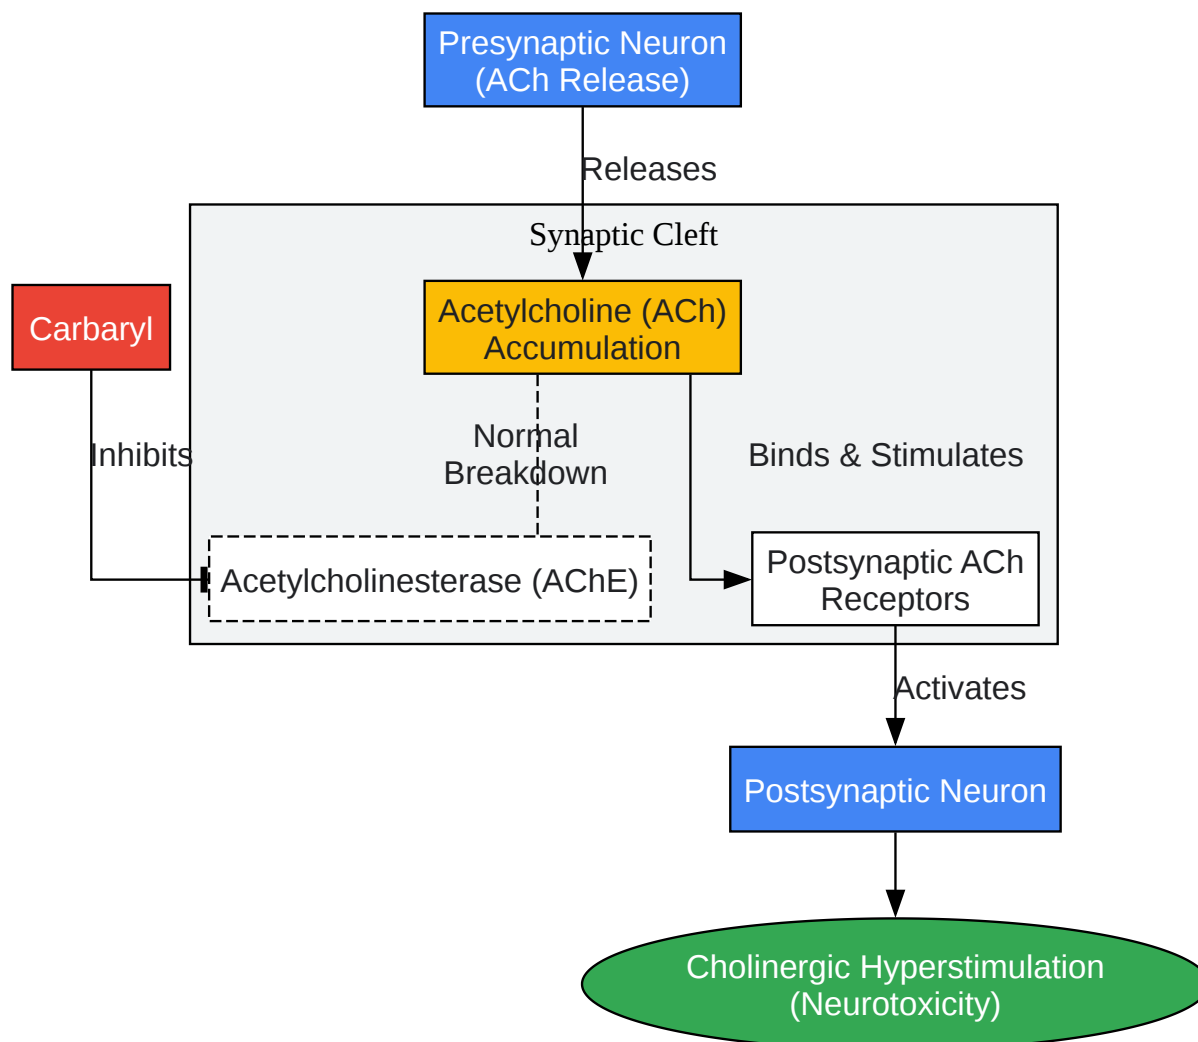 Presynaptic Neuron
(ACh Release)
Releases
Synaptic Cleft
Carbaryl
Acetylcholine (ACh)
Accumulation
Inhibits
Normal
Breakdown
Binds & Stimulates
Acetylcholinesterase (AChE)
Postsynaptic ACh
Receptors
Activates
Postsynaptic Neuron
Cholinergic Hyperstimulation
(Neurotoxicity)